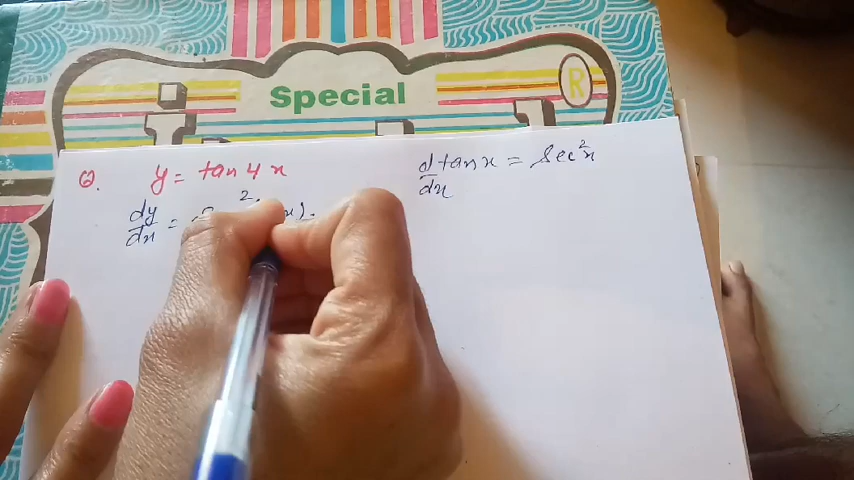 Special
R
Q. y = tan 4x
d/dx tan x = Sec²x
dy/dx =